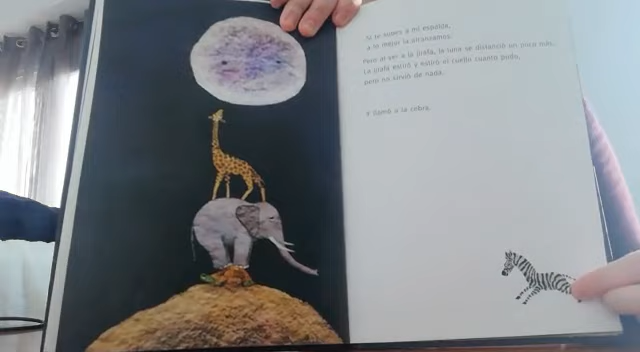 Si te subes a mi espalda,
a lo mejor la alcanzamos.
Pero al ver a la jirafa, la luna se distanció un poco más.
La jirafa estiró y estiró el cuello cuanto pudo,
pero no sirvió de nada.
Y llamó a la cebra.